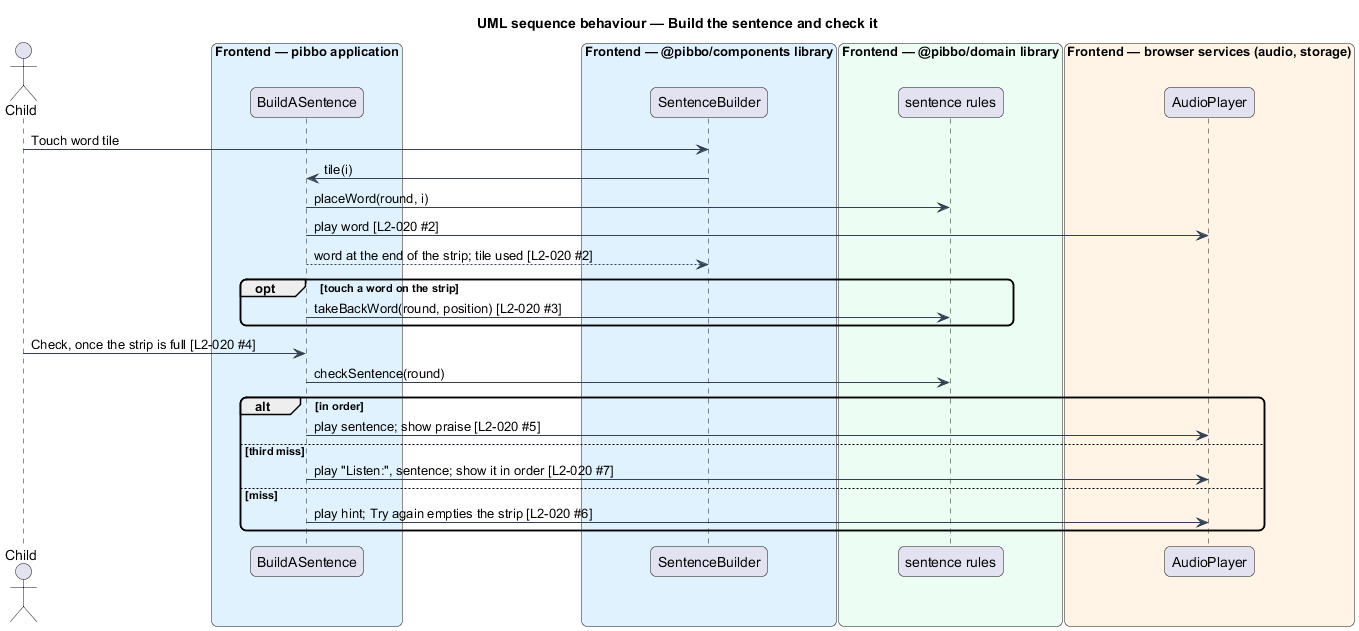 UML sequence behaviour — Build the sentence and check it
Frontend — pibbo application
Frontend — @pibbo/components library
Frontend — @pibbo/domain library
Frontend — browser services (audio, storage)
Child
BuildASentence
SentenceBuilder
sentence rules
AudioPlayer
Touch word tile
tile(i)
placeWord(round, i)
play word [L2-020 #2]
word at the end of the strip; tile used [L2-020 #2]
opt
[touch a word on the strip]
takeBackWord(round, position) [L2-020 #3]
Check, once the strip is full [L2-020 #4]
checkSentence(round)
alt
[in order]
play sentence; show praise [L2-020 #5]
[third miss]
play "Listen:", sentence; show it in order [L2-020 #7]
[miss]
play hint; Try again empties the strip [L2-020 #6]
Child
BuildASentence
SentenceBuilder
sentence rules
AudioPlayer